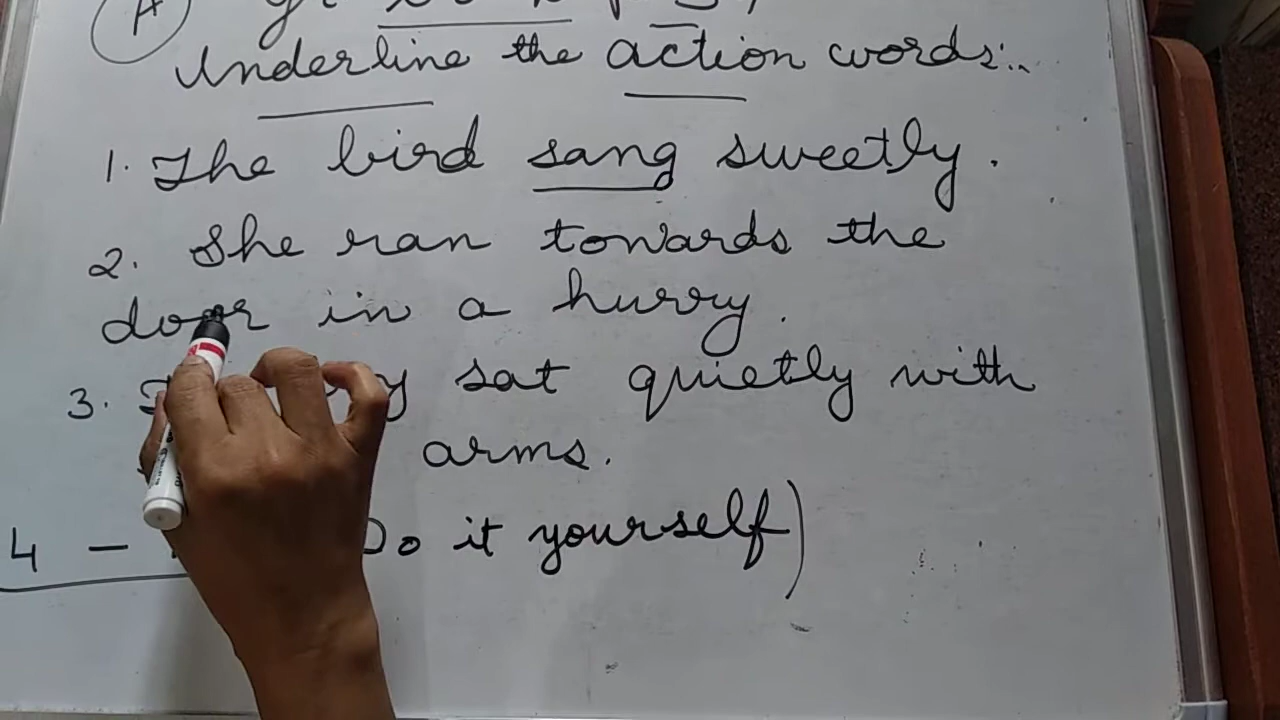 A
Underline the action words:..
1. The bird sang sweetly.
2. She ran towards the
door in a hurry.
3. sat quietly with
arms.
4 - Do it yourself)